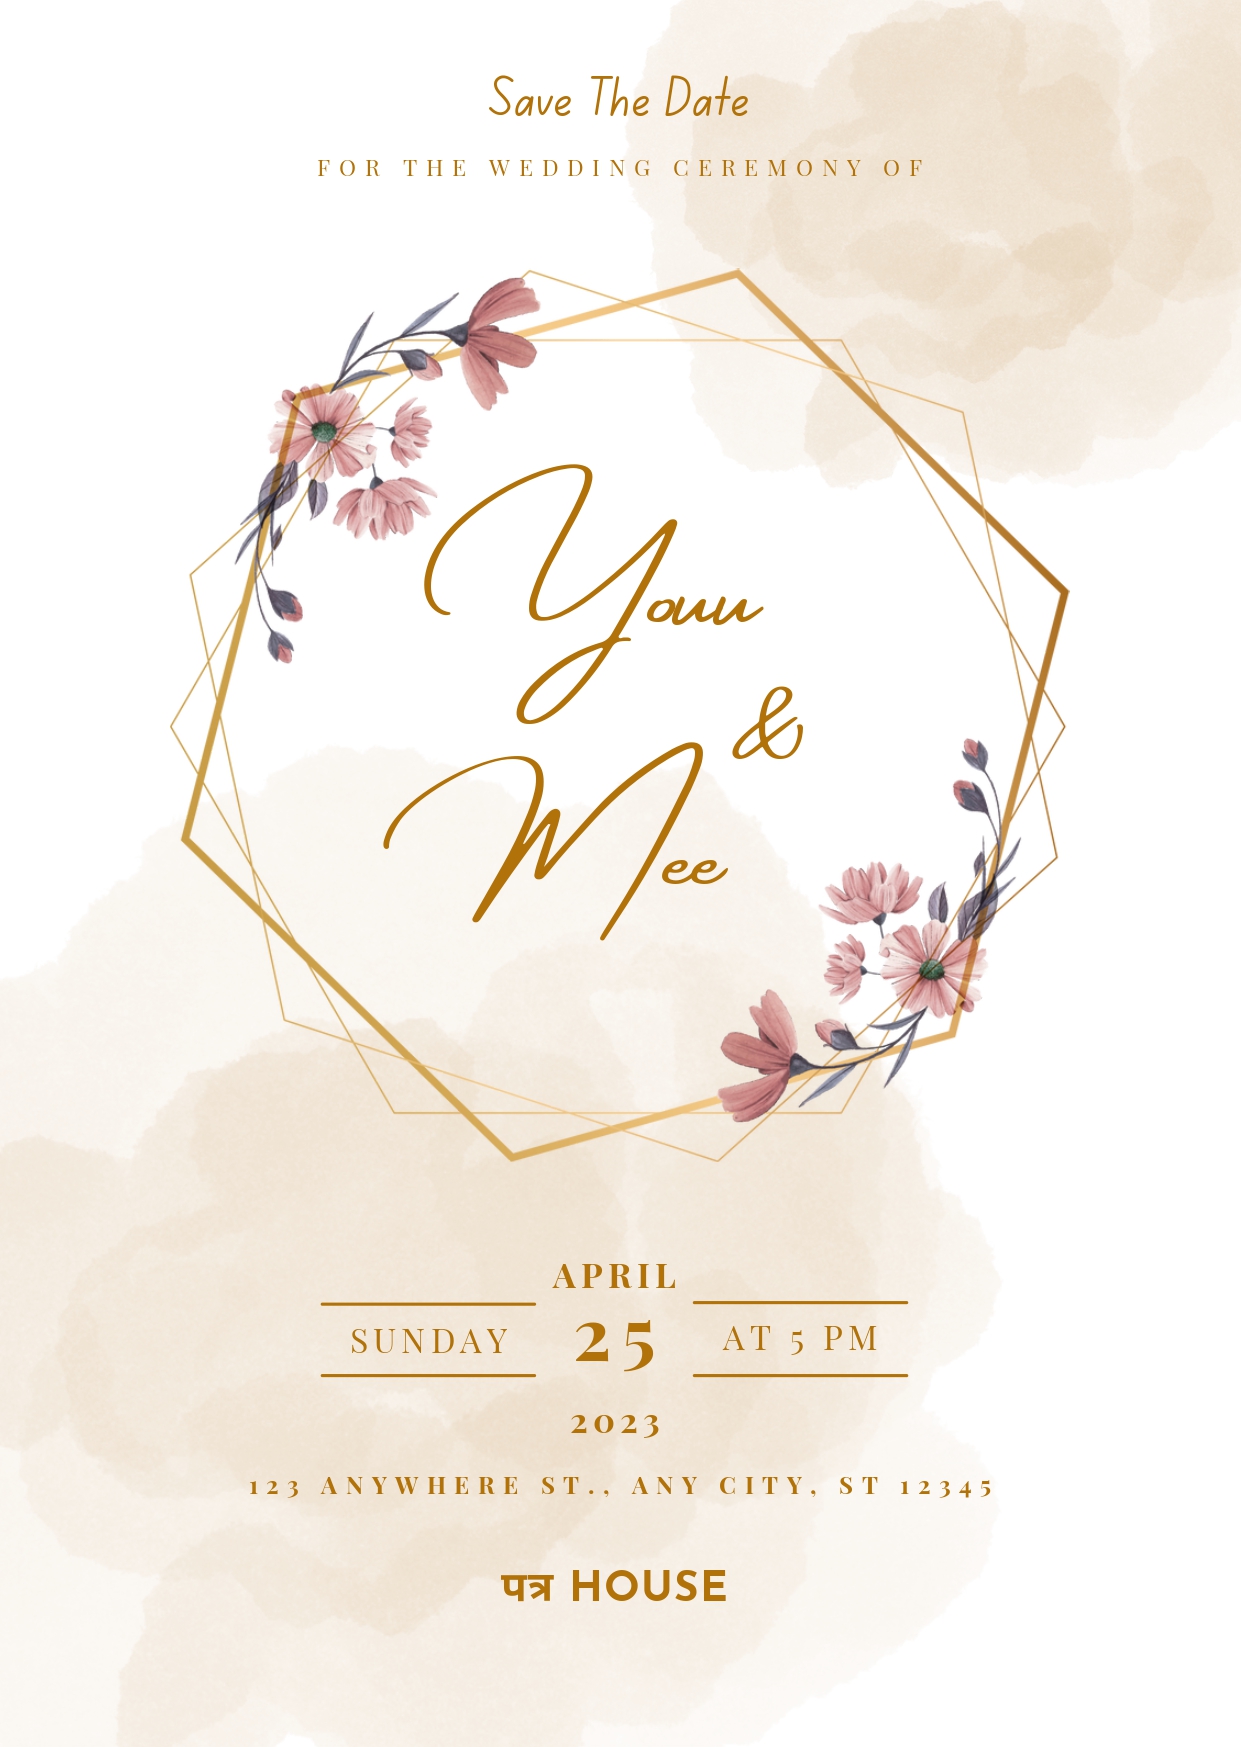 Save The Date
FOR THE WEDDING CEREMONY OF
Youu
&
Mee
APRIL
SUNDAY 25 AT 5 PM
2023
123 ANYWHERE ST., ANY CITY, ST 12345
पत्र HOUSE